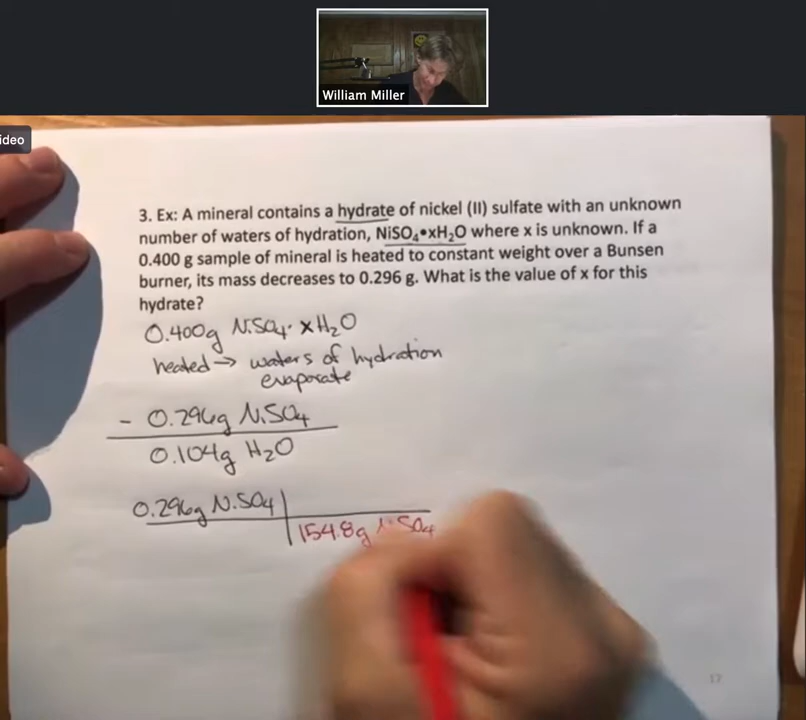 William Miller
ideo
3. Ex: A mineral contains a hydrate of nickel (II) sulfate with an unknown
number of waters of hydration, NiSO₄•xH₂O where x is unknown. If a
0.400 g sample of mineral is heated to constant weight over a Bunsen
burner, its mass decreases to 0.296 g. What is the value of x for this
hydrate?
0.400g NiSO₄· xH₂O
heated → waters of hydration
evaporate
- 0.296g NiSO₄
0.104g H₂O
0.296g NiSO₄
154.8g NiSO₄
17